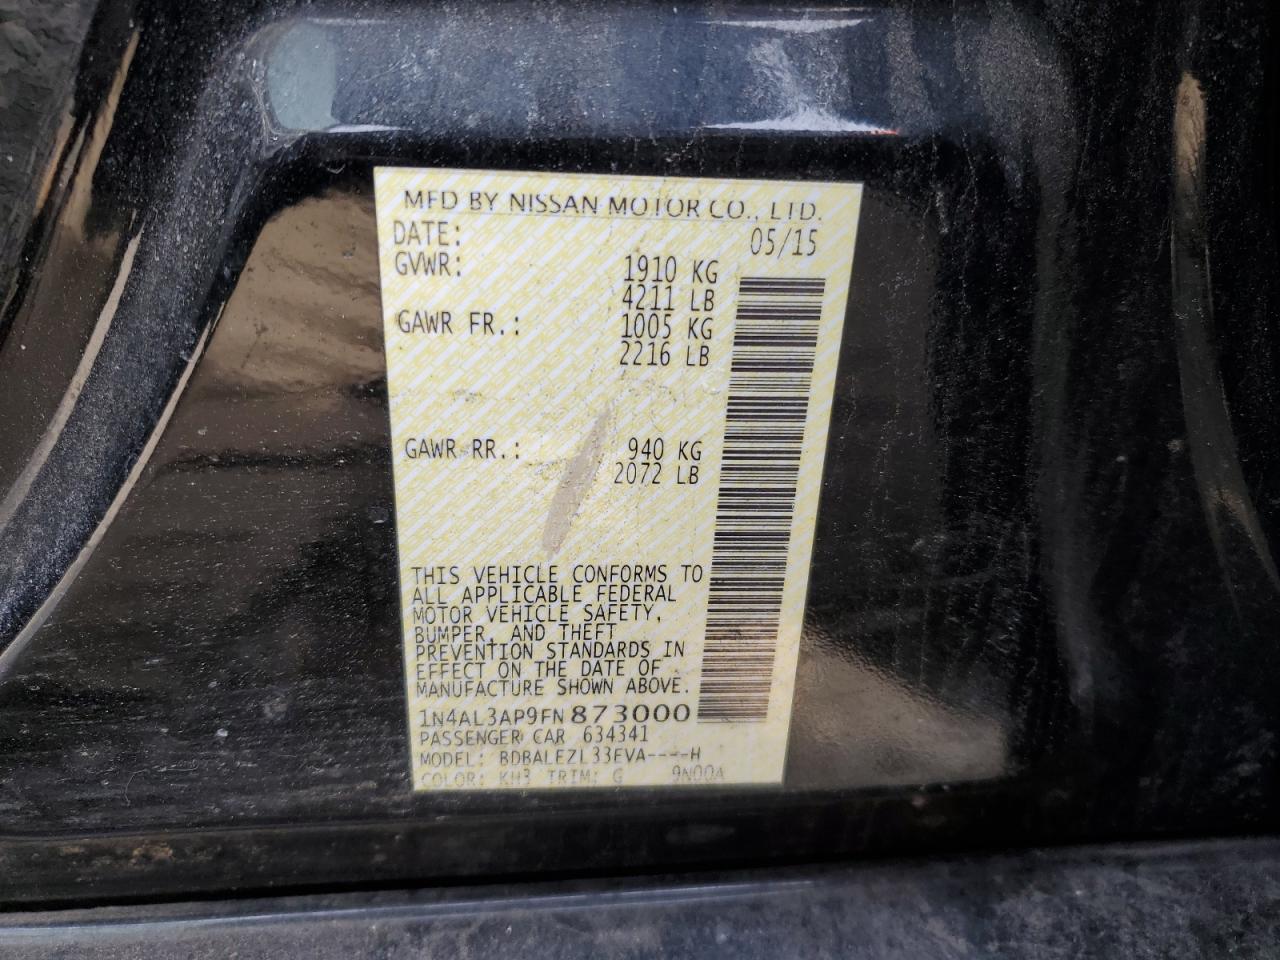 MFD BY NISSAN MOTOR CO., LTD.
DATE: 05/15
GVWR: 1910 KG
4211 LB
GAWR FR.: 1005 KG
2216 LB
GAWR RR.: 940 KG
2072 LB
THIS VEHICLE CONFORMS TO
ALL APPLICABLE FEDERAL
MOTOR VEHICLE SAFETY,
BUMPER, AND THEFT
PREVENTION STANDARDS IN
EFFECT ON THE DATE OF
MANUFACTURE SHOWN ABOVE.
1N4AL3AP9FN873000
PASSENGER CAR 634341
MODEL: BDBALEZL33EVA----H
COLOR: KH3 TRIM: G 9N00A